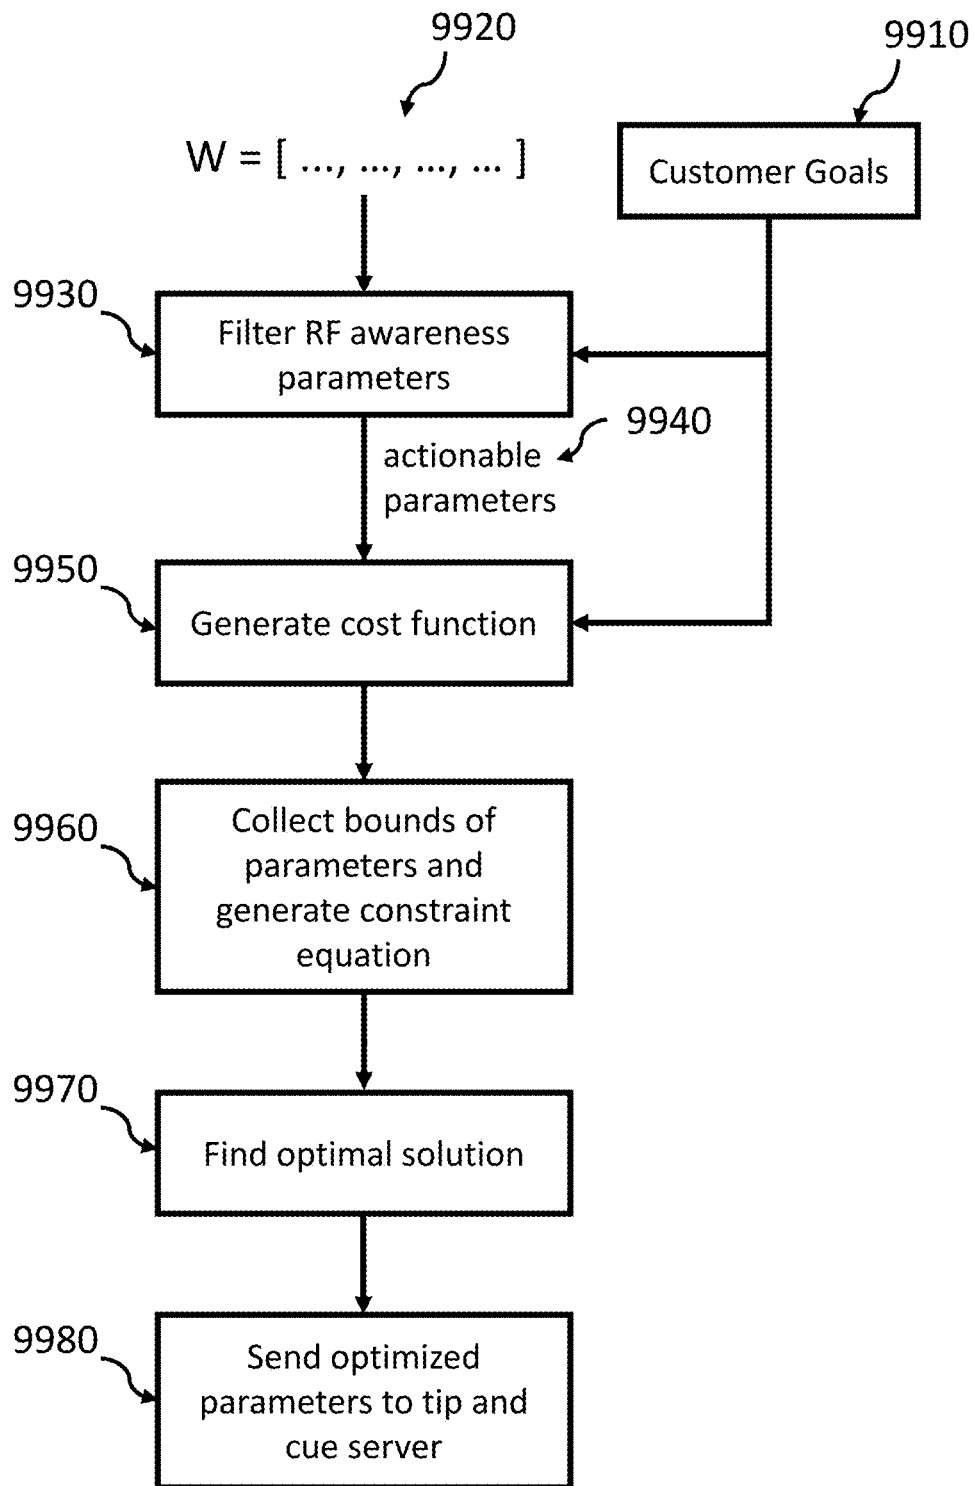 9920
9910
W = [ ..., ..., ..., ... ]
Customer Goals
9930
Filter RF awareness
parameters
9940
actionable
parameters
9950
Generate cost function
9960
Collect bounds of
parameters and
generate constraint
equation
9970
Find optimal solution
9980
Send optimized
parameters to tip and
cue server